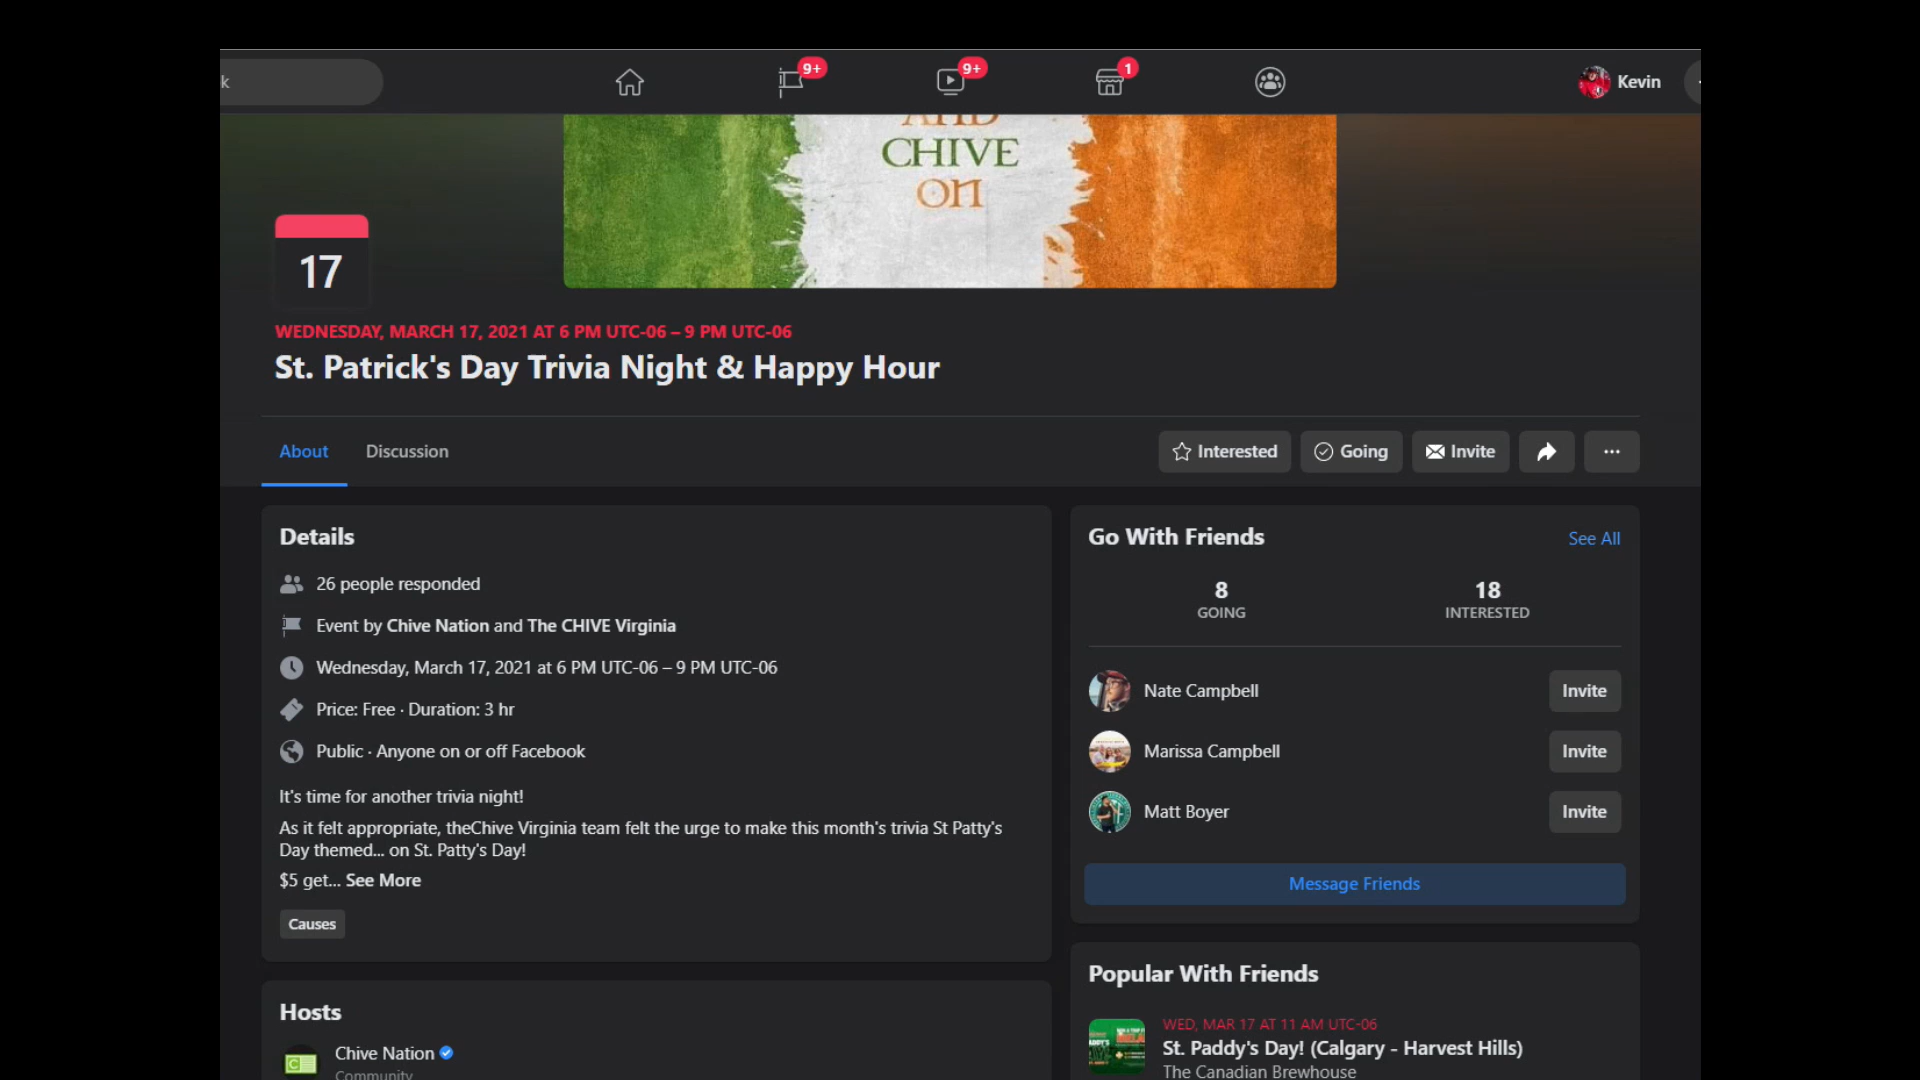 k
9+
9+
1
Kevin
AND
CHIVE
ON
17
WEDNESDAY, MARCH 17, 2021 AT 6 PM UTC-06 – 9 PM UTC-06
St. Patrick's Day Trivia Night & Happy Hour
About
Discussion
Interested
Going
Invite
Details
26 people responded
Event by Chive Nation and The CHIVE Virginia
Wednesday, March 17, 2021 at 6 PM UTC-06 – 9 PM UTC-06
Price: Free · Duration: 3 hr
Public · Anyone on or off Facebook
It's time for another trivia night!
As it felt appropriate, theChive Virginia team felt the urge to make this month's trivia St Patty's
Day themed... on St. Patty's Day!
$5 get... See More
Causes
Hosts
Chive Nation
Community
Go With Friends
See All
8
GOING
18
INTERESTED
Nate Campbell
Invite
Marissa Campbell
Invite
Matt Boyer
Invite
Message Friends
Popular With Friends
WED, MAR 17 AT 11 AM UTC-06
St. Paddy's Day! (Calgary - Harvest Hills)
The Canadian Brewhouse